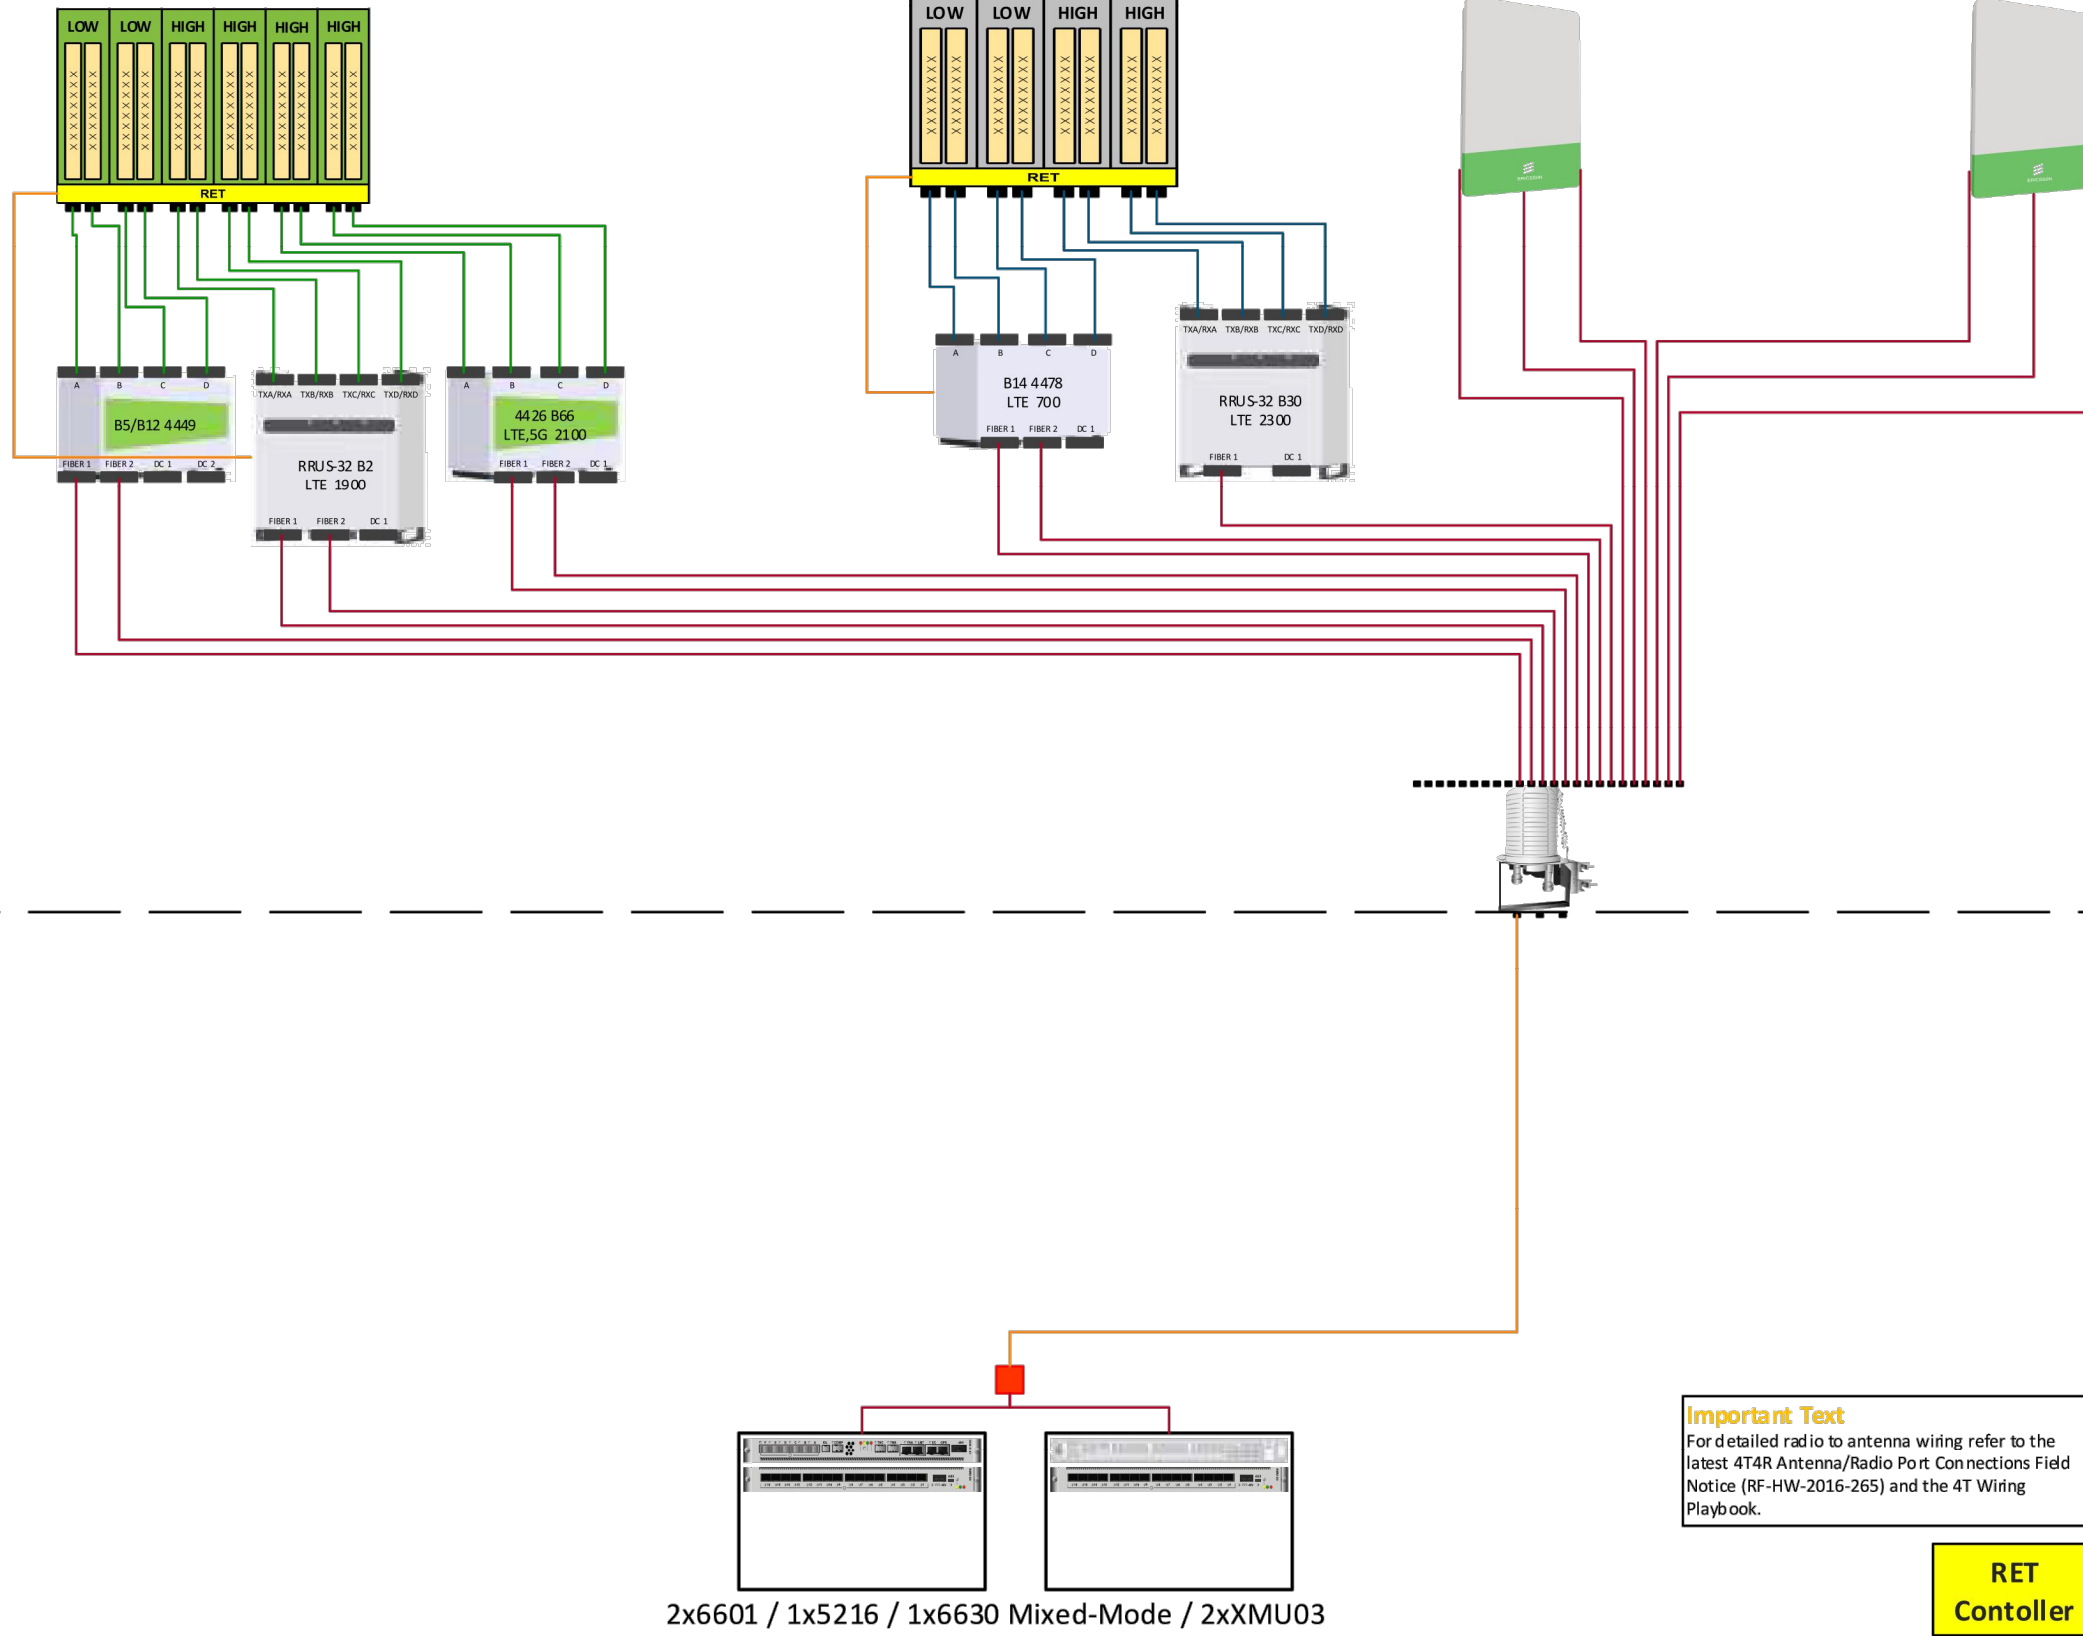 LOW LOW HIGH HIGH HIGH HIGH
X X X X X X X X X X X X
X X X X X X X X X X X X
X X X X X X X X X X X X
X X X X X X X X X X X X
X X X X X X X X X X X X
X X X X X X X X X X X X
X X X X X X X X X X X X
X X X X X X X X X X X X
RET
LOW LOW HIGH HIGH
X X X X X X X X
X X X X X X X X
X X X X X X X X
X X X X X X X X
X X X X X X X X
X X X X X X X X
X X X X X X X X
X X X X X X X X
RET
ERICSSON
ERICSSON
A B C D
B5/B12 4449
FIBER 1 FIBER 2 DC 1 DC 2
TXA/RXA TXB/RXB TXC/RXC TXD/RXD
RRUS-32 B2
LTE 1900
FIBER 1 FIBER 2 DC 1
A B C D
4426 B66
LTE,5G 2100
FIBER 1 FIBER 2 DC 1
A B C D
B14 4478
LTE 700
FIBER 1 FIBER 2 DC 1
TXA/RXA TXB/RXB TXC/RXC TXD/RXD
RRUS-32 B30
LTE 2300
FIBER 1 DC 1
2x6601 / 1x5216 / 1x6630 Mixed-Mode / 2xXMU03
Important Text
For detailed radio to antenna wiring refer to the
latest 4T4R Antenna/Radio Port Connections Field
Notice (RF-HW-2016-265) and the 4T Wiring
Playbook.
RET
Contoller